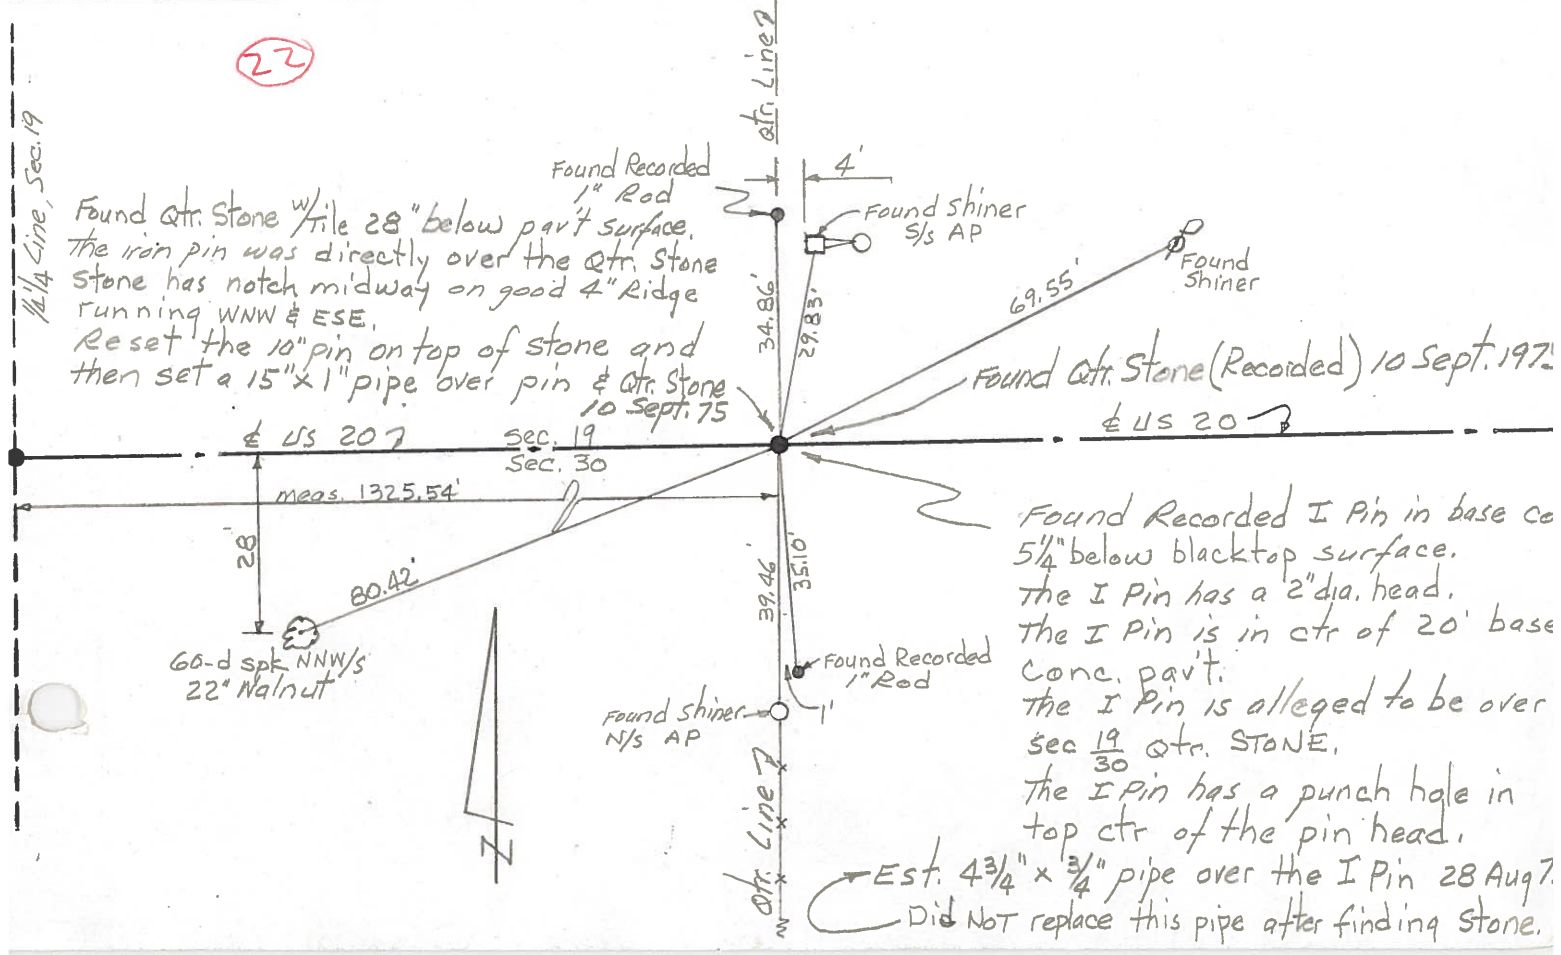 22
Qtr. Line
1/4 1/4 Line, Sec. 19
Found Recorded
1" Rod
4'
Found Shiner
S/s AP
Found
Shiner
Found Qtr. Stone w/Tile 28" below pav't surface.
The iron pin was directly over the Qtr. Stone
Stone has notch midway on good 4" Ridge
running WNW & ESE.
Reset the 10" pin on top of stone and
then set a 15" x 1" pipe over pin & Qtr. Stone
10 Sept. 75
34.86'
29.83'
69.55'
Found Qtr. Stone (Recorded) 10 Sept. 197
℄ US 20
Sec. 19
Sec. 30
℄ US 20
meas. 1325.54'
28'
80.42'
60-d spk NNW/s
22" Walnut
39.46'
35.10'
Found Recorded
1" Rod
1'
Found Shiner
N/s AP
N
Qtr. Line
Found Recorded I Pin in base co
5 1/4" below blacktop surface.
The I Pin has a 2" dia. head.
The I Pin is in ctr of 20' base
conc. pav't.
The I Pin is alleged to be over
sec 19/30 Qtr. STONE.
The I Pin has a punch hole in
top ctr of the pin head.
Est. 4 3/4" x 3/4" pipe over the I Pin 28 Aug 7
Did NOT replace this pipe after finding Stone.